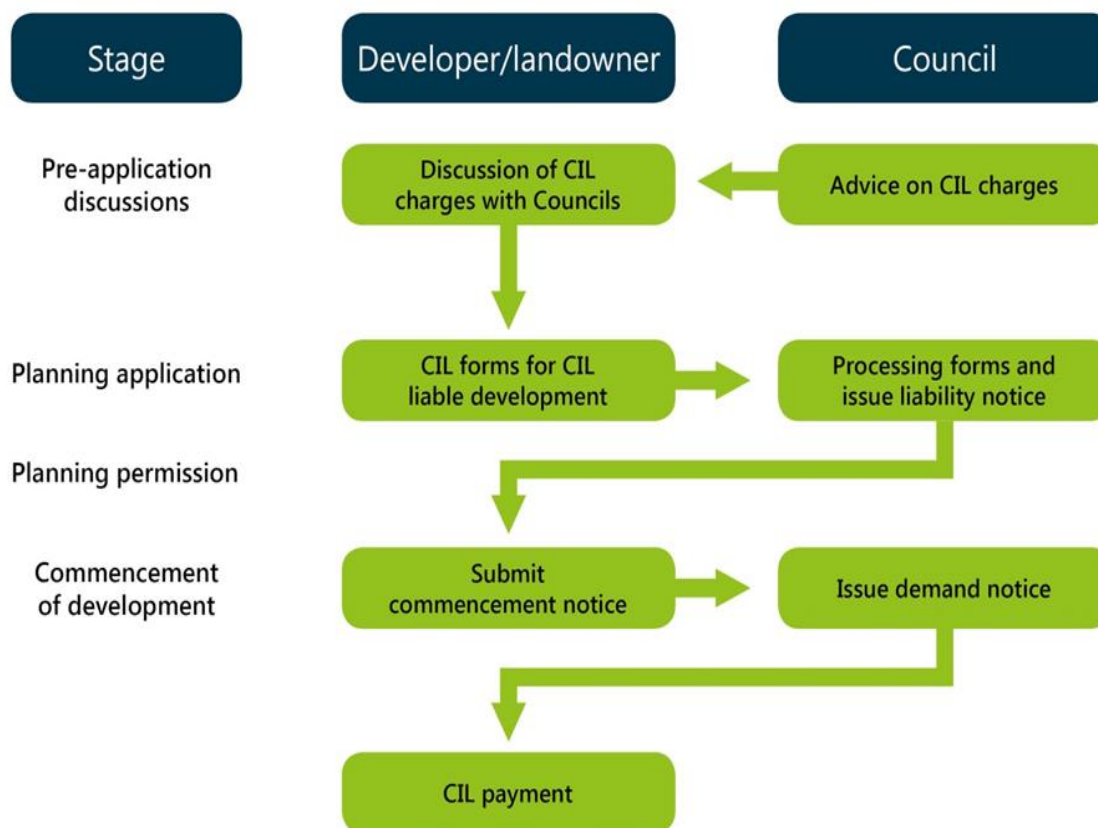 Stage
Developer/landowner
Council
Pre-application
discussions
Discussion of CIL
charges with Councils
Advice on CIL charges
Planning application
CIL forms for CIL
liable development
Processing forms and
issue liability notice
Planning permission
Commencement
of development
Submit
commencement notice
Issue demand notice
CIL payment